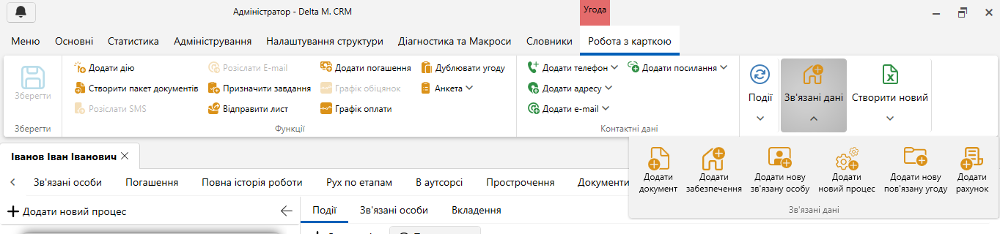 Адміністратор - Delta M. CRM
Угода
Меню Основні Статистика Адміністрування Налаштування структури Діагностика та Макроси Словники Робота з карткою
Зберегти
Зберегти
Додати дію
Створити пакет документів
Розіслати SMS
Розіслати E-mail
Призначити завдання
Відправити лист
Додати погашення
Графік обіцянок
Графік оплати
Дублювати угоду
Анкета
Функції
Додати телефон
Додати адресу
Додати e-mail
Додати посилання
Контактні дані
Події
Зв'язані дані
Створити новий
Додати
документ
Додати
забезпечення
Додати нову
зв'язану особу
Додати
новий процес
Додати нову
пов'язану угоду
Додати
рахунок
Зв'язані дані
Іванов Іван Іванович
Зв'язані особи Погашення Повна історія роботи Рух по етапам В аутсорсі Прострочення Документи
Додати новий процес
Події Зв'язані особи Вкладення